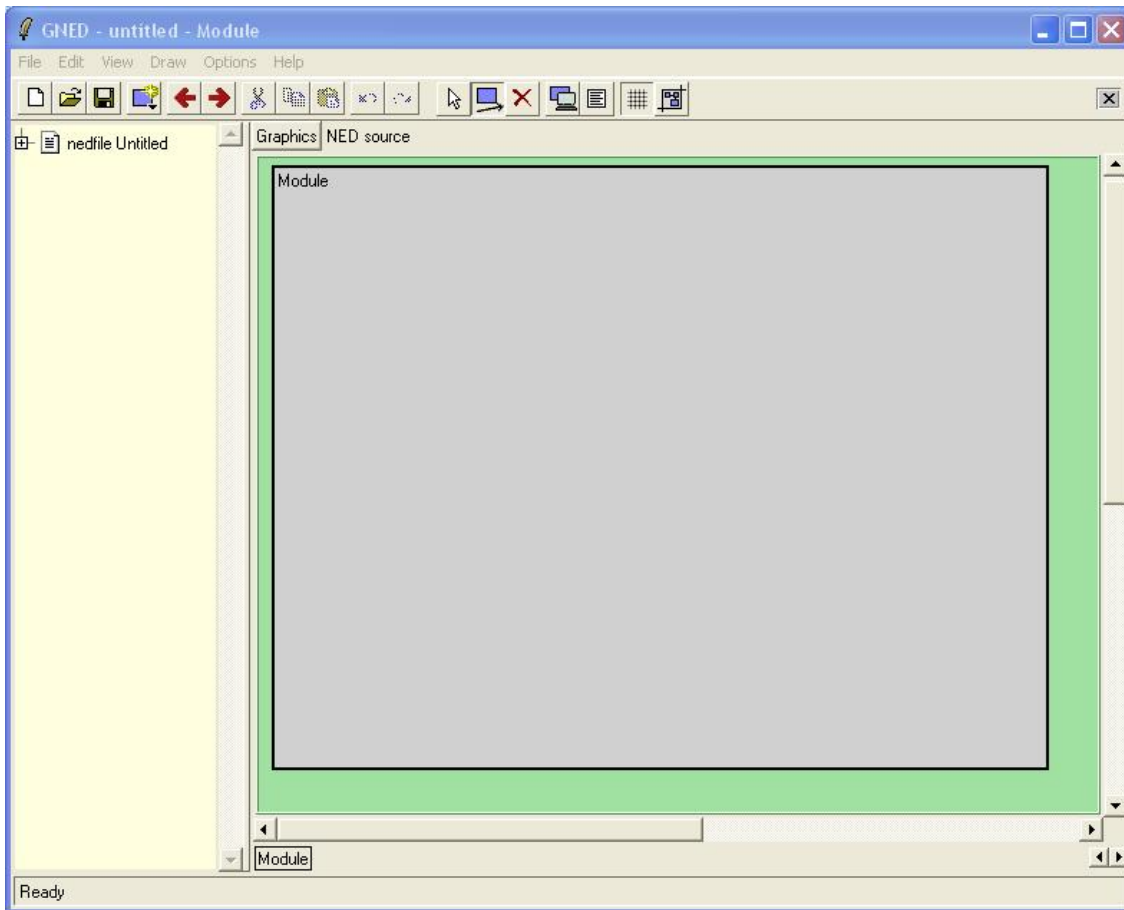 GNED - untitled - Module
File Edit View Draw Options Help
nedfile Untitled
Graphics NED source
Module
Module
Ready